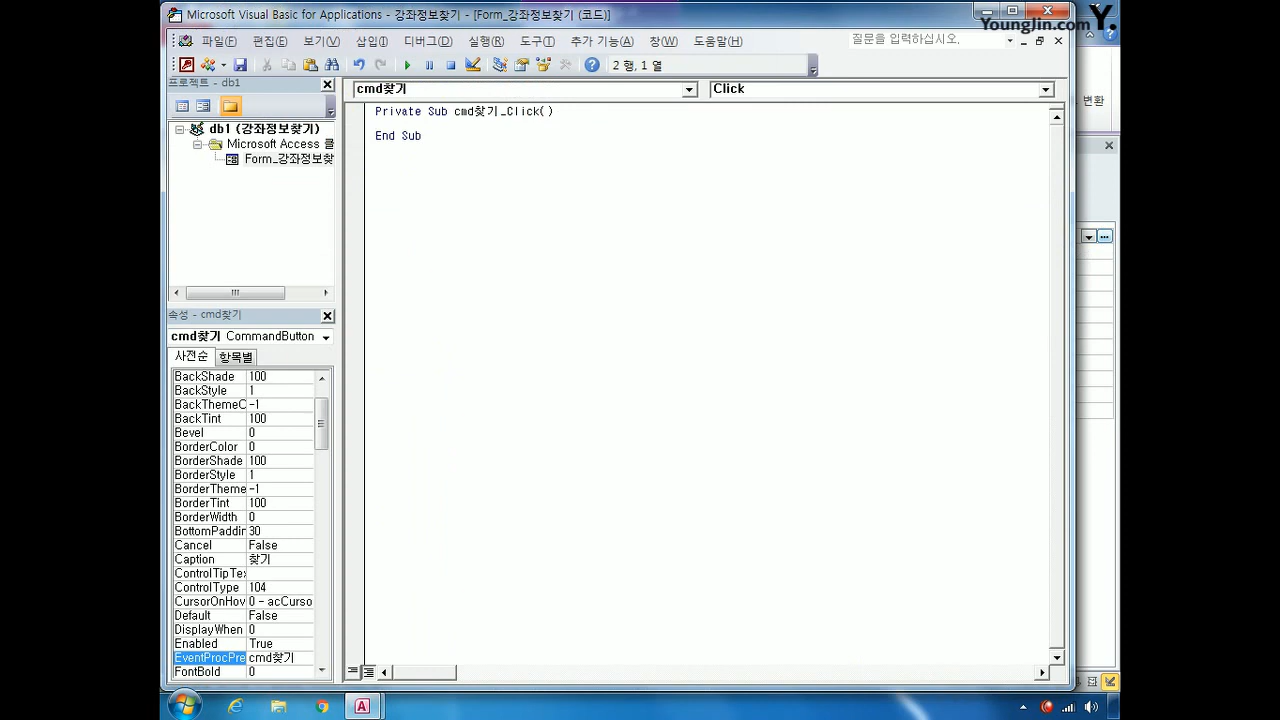 Microsoft Visual Basic for Applications - 강좌정보찾기 - [Form_강좌정보찾기 (코드)]
YoungJin.com Y.
파일(F) 편집(E) 보기(V) 삽입(I) 디버그(D) 실행(R) 도구(T) 추가 기능(A) 창(W) 도움말(H)
질문을 입력하십시오.
2 행, 1 열
프로젝트 - db1
cmd찾기
Click
변환
Private Sub cmd찾기_Click()
End Sub
db1 (강좌정보찾기)
Microsoft Access 클
Form_강좌정보찾
속성 - cmd찾기
cmd찾기 CommandButton
사전순 항목별
BackShade 100
BackStyle 1
BackThemeC -1
BackTint 100
Bevel 0
BorderColor 0
BorderShade 100
BorderStyle 1
BorderTheme -1
BorderTint 100
BorderWidth 0
BottomPaddin 30
Cancel False
Caption 찾기
ControlTipTe
ControlType 104
CursorOnHov 0 - acCurso
Default False
DisplayWhen 0
Enabled True
EventProcPre cmd찾기
FontBold 0